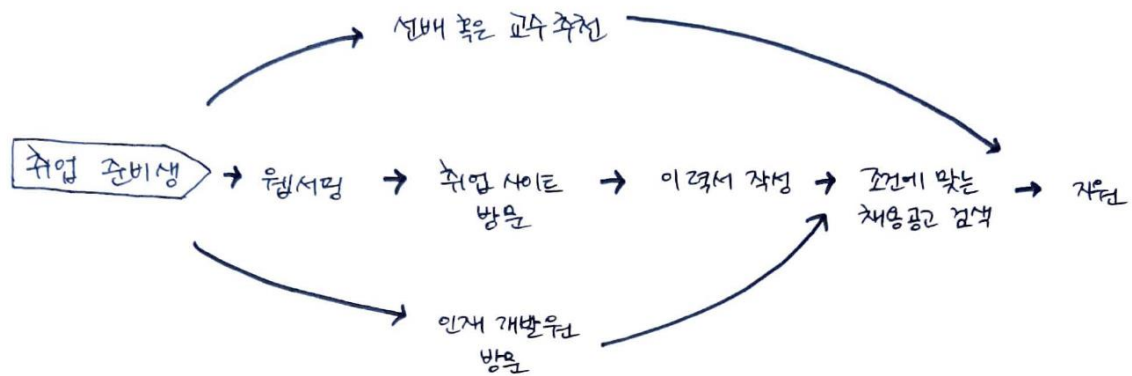 선배 혹은 교수 추천
취업 준비생
웹서핑
취업 사이트
방문
이력서 작성
조건에 맞는
채용공고 검색
지원
인재 개발원
방문